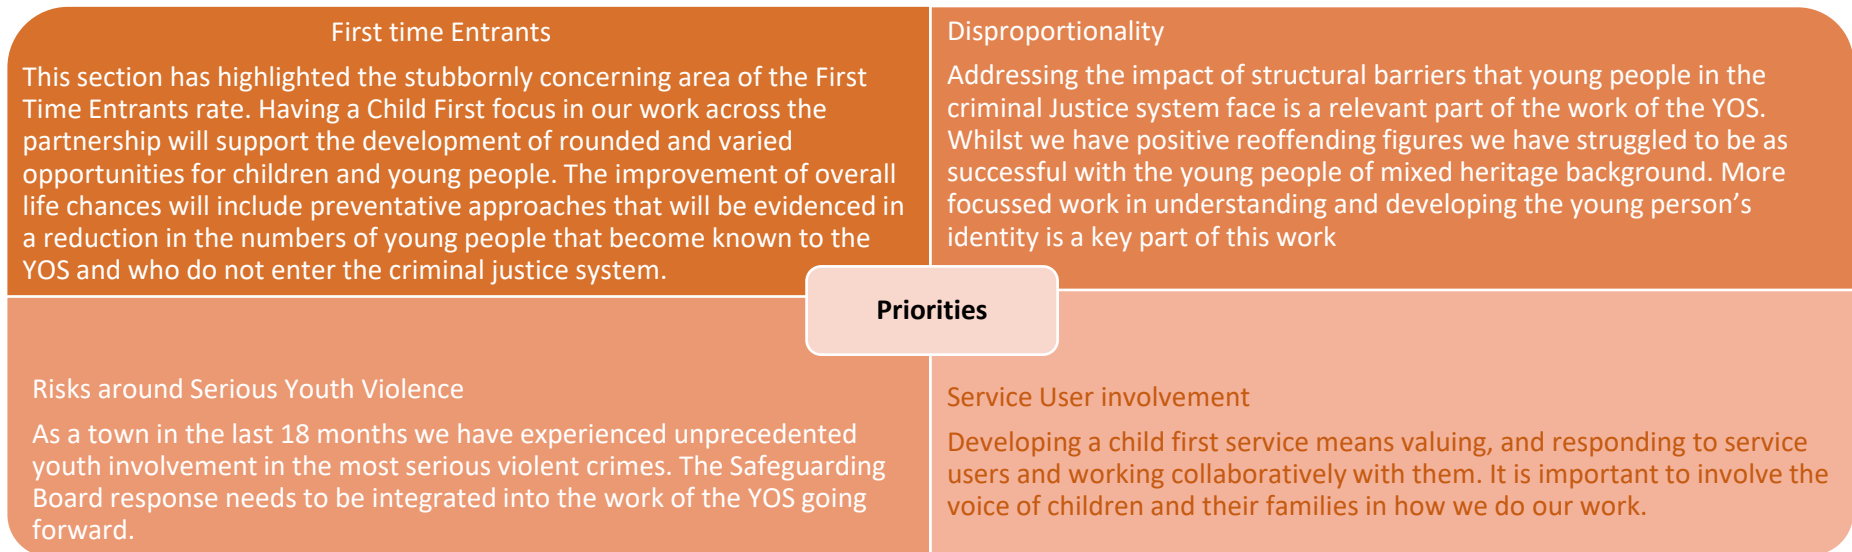 First time Entrants
This section has highlighted the stubbornly concerning area of the First
Time Entrants rate. Having a Child First focus in our work across the
partnership will support the development of rounded and varied
opportunities for children and young people. The improvement of overall
life chances will include preventative approaches that will be evidenced in
a reduction in the numbers of young people that become known to the
YOS and who do not enter the criminal justice system.
Disproportionality
Addressing the impact of structural barriers that young people in the
criminal Justice system face is a relevant part of the work of the YOS.
Whilst we have positive reoffending figures we have struggled to be as
successful with the young people of mixed heritage background. More
focussed work in understanding and developing the young person’s
identity is a key part of this work
Priorities
Risks around Serious Youth Violence
As a town in the last 18 months we have experienced unprecedented
youth involvement in the most serious violent crimes. The Safeguarding
Board response needs to be integrated into the work of the YOS going
forward.
Service User involvement
Developing a child first service means valuing, and responding to service
users and working collaboratively with them. It is important to involve the
voice of children and their families in how we do our work.